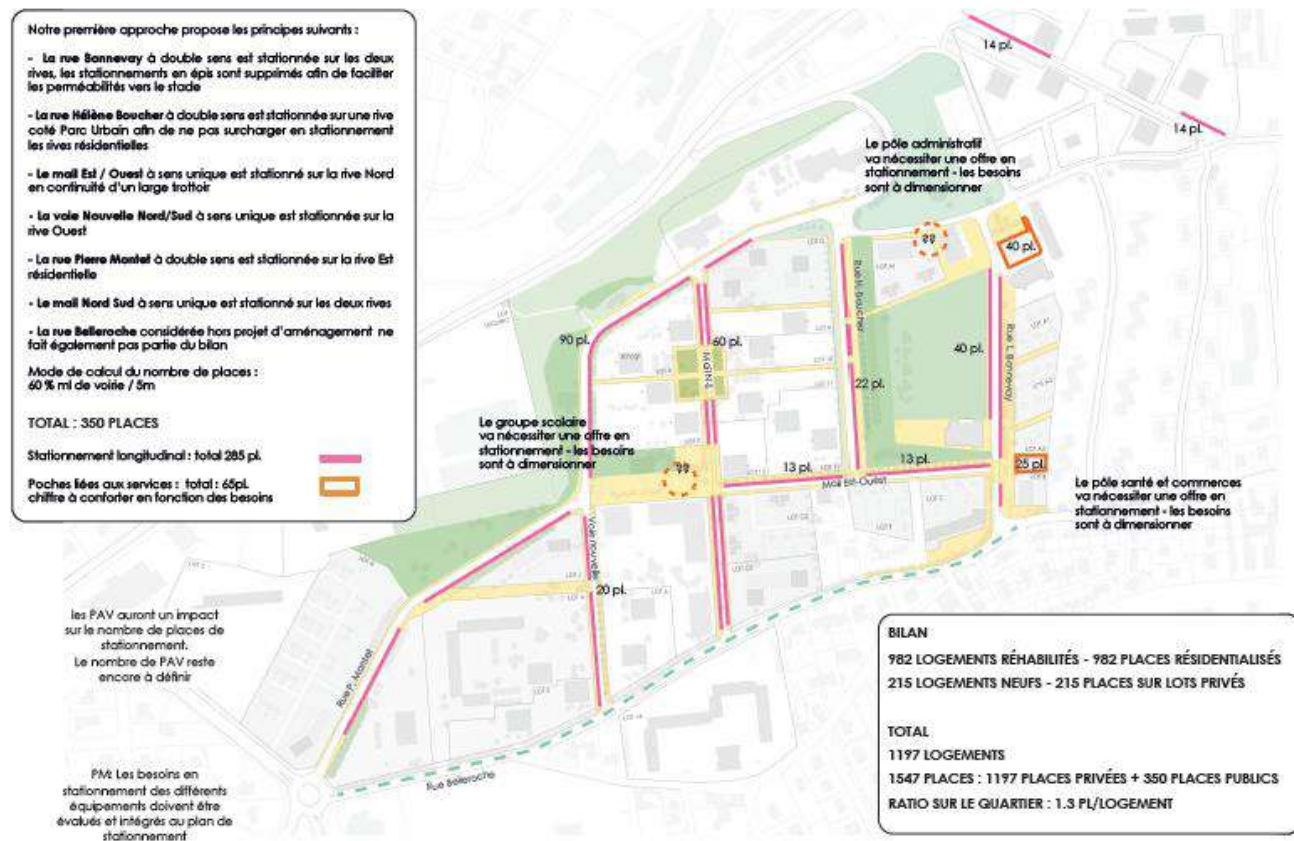 Notre première approche propose les principes suivants :
- La rue Bonnevay à double sens est stationnée sur les deux
rives, les stationnements en épis sont supprimés afin de faciliter
les perméabilités vers le stade
- La rue Hélène Boucher à double sens est stationnée sur une rive
coté Parc Urbain afin de ne pas surcharger en stationnement
les rives résidentielles
- Le mail Est / Ouest à sens unique est stationné sur la rive Nord
en continuité d'un large trottoir
- La voie Nouvelle Nord/Sud à sens unique est stationnée sur la
rive Ouest
- La rue Pierre Montet à double sens est stationnée sur la rive Est
résidentielle
- Le mail Nord Sud à sens unique est stationné sur les deux rives
- La rue Belleroche considérée hors projet d'aménagement ne
fait également pas partie du bilan
Mode de calcul du nombre de places :
60 % ml de voirie / 5m
TOTAL : 350 PLACES
Stationnement longitudinal : total 285 pl.
Poches liées aux services : total : 65pl.
chiffre à conforter en fonction des besoins
14 pl.
14 pl.
Le pôle administratif
va nécessiter une offre en
stationnement - les besoins
sont à dimensionner
40 pl.
Rue H. Boucher
90 pl.
60 pl.
40 pl.
Rue L. Bonnevay
22 pl.
Le groupe scolaire
va nécessiter une offre en
stationnement - les besoins
sont à dimensionner
13 pl.
13 pl.
25 pl.
Mail Est-Ouest
Le pôle santé et commerces
va nécessiter une offre en
stationnement - les besoins
sont à dimensionner
Voie nouvelle
20 pl.
les PAV auront un impact
sur le nombre de places de
stationnement.
Le nombre de PAV reste
encore à définir
Rue P. Montet
Rue Belleroche
PM: Les besoins en
stationnement des différents
équipements doivent être
évalués et intégrés au plan de
stationnement
BILAN
982 LOGEMENTS RÉHABILITÉS - 982 PLACES RÉSIDENTIALISÉS
215 LOGEMENTS NEUFS - 215 PLACES SUR LOTS PRIVÉS
TOTAL
1197 LOGEMENTS
1547 PLACES : 1197 PLACES PRIVÉES + 350 PLACES PUBLICS
RATIO SUR LE QUARTIER : 1.3 PL/LOGEMENT